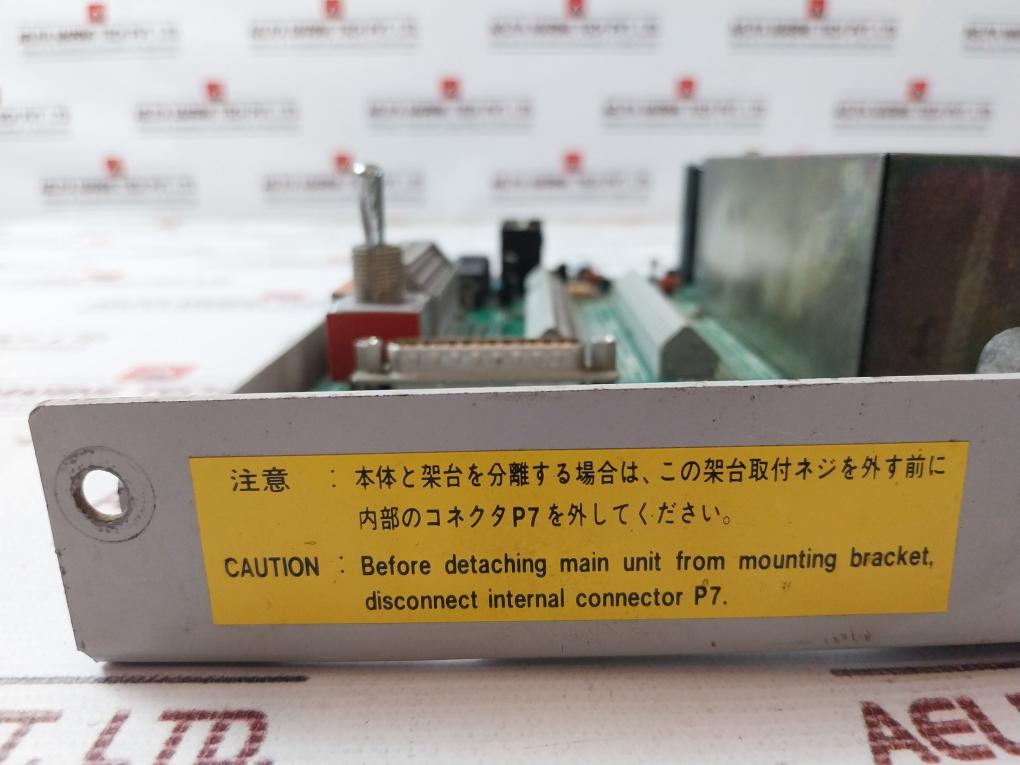 注意 : 本体と架台を分離する場合は、この架台取付ネジを外す前に
内部のコネクタP7を外してください。
CAUTION : Before detaching main unit from mounting bracket,
disconnect internal connector P7.
T. LTD.
AEL